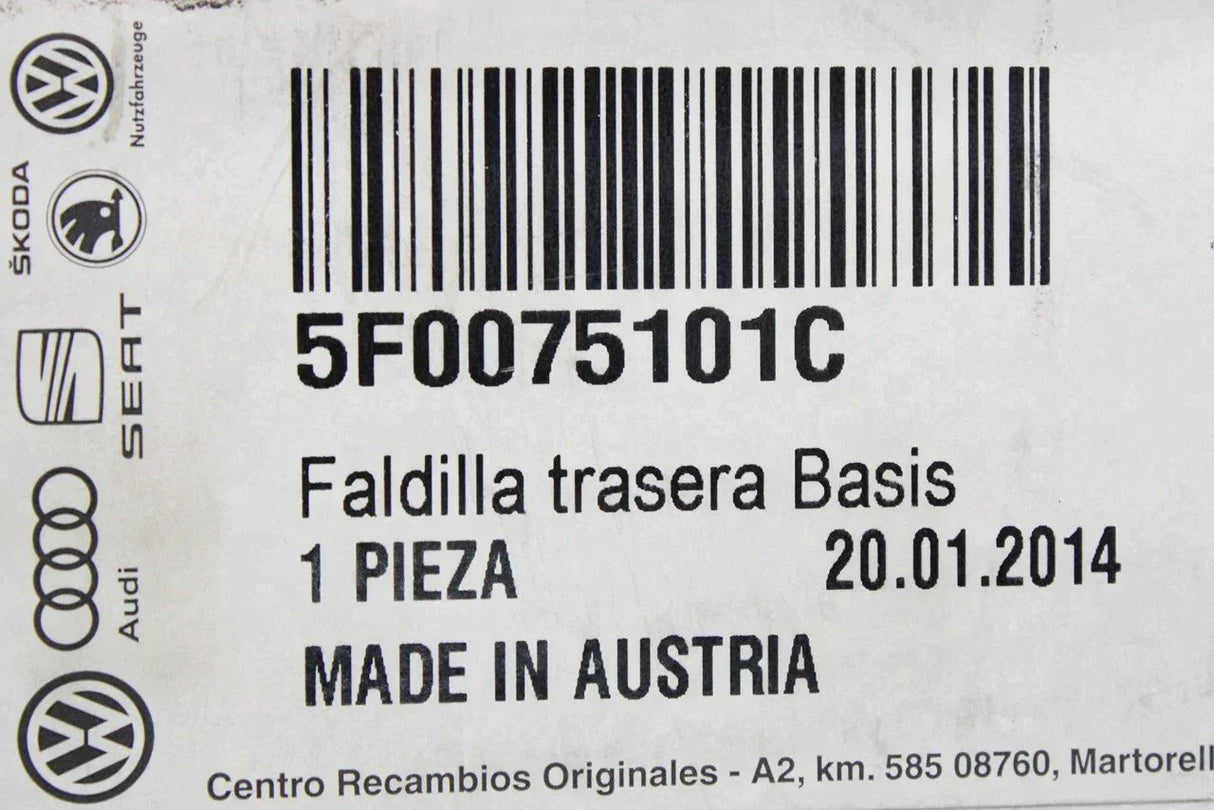 Nutzfahrzeuge
ŠKODA
SEAT
Audi
5F0075101C
Faldilla trasera Basis
1 PIEZA 20.01.2014
MADE IN AUSTRIA
Centro Recambios Originales - A2, km. 585 08760, Martorell